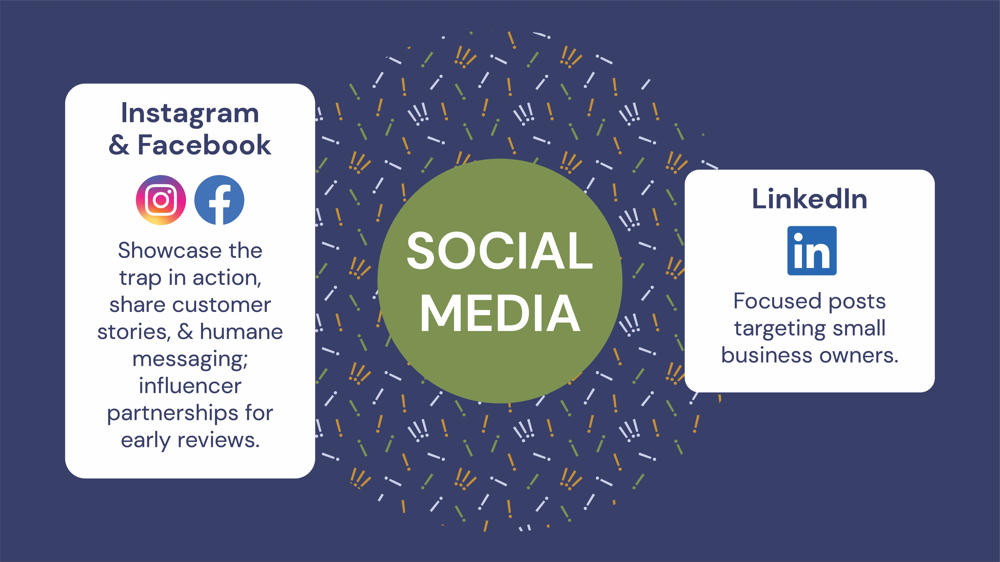 Instagram
& Facebook
Showcase the
trap in action,
share customer
stories, & humane
messaging;
influencer
partnerships for
early reviews.
SOCIAL
MEDIA
LinkedIn
in
Focused posts
targeting small
business owners.